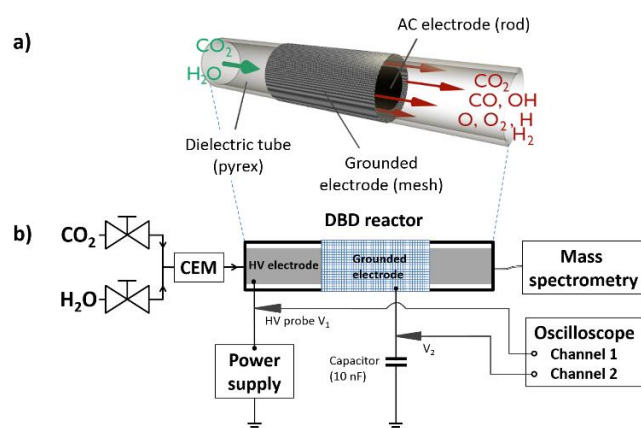 a)
AC electrode (rod)
CO₂
H₂O
CO₂
CO, OH
O, O₂, H
H₂
Dielectric tube
(pyrex)
Grounded
electrode (mesh)
b)
DBD reactor
CO₂
H₂O
CEM
HV electrode
Grounded
electrode
Mass
spectrometry
HV probe V₁
Power
supply
Capacitor
(10 nF)
V₂
Oscilloscope
Channel 1
Channel 2